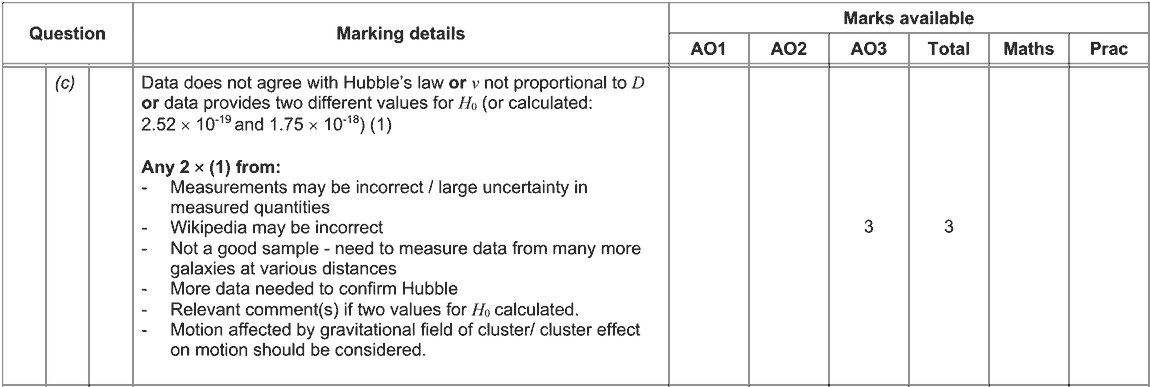 Question
Marking details
Marks available
AO1
AO2
AO3
Total
Maths
Prac
(c)
Data does not agree with Hubble's law or v not proportional to D
or data provides two different values for H₀ (or calculated:
2.52 × 10⁻¹⁹ and 1.75 × 10⁻¹⁸) (1)
Any 2 × (1) from:
- Measurements may be incorrect / large uncertainty in
measured quantities
- Wikipedia may be incorrect
- Not a good sample - need to measure data from many more
galaxies at various distances
- More data needed to confirm Hubble
- Relevant comment(s) if two values for H₀ calculated.
- Motion affected by gravitational field of cluster/ cluster effect
on motion should be considered.
3
3